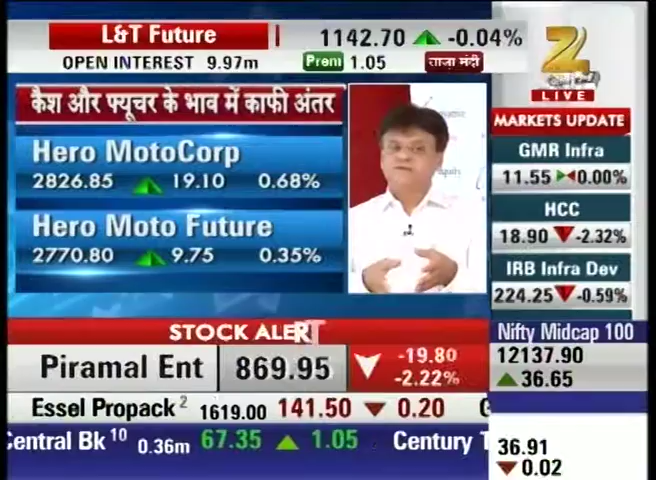 L&T Future
1142.70 -0.04%
OPEN INTEREST 9.97m
Prem 1.05 ताजा मंदी
Z
LIVE
कैश और फ्यूचर के भाव में काफी अंतर
Hero MotoCorp
2826.85 19.10 0.68%
Hero Moto Future
2770.80 9.75 0.35%
MARKETS UPDATE
GMR Infra
11.55 0.00%
HCC
18.90 -2.32%
IRB Infra Dev
224.25 -0.59%
STOCK ALERT
Piramal Ent 869.95 -19.80
-2.22%
Nifty Midcap 100
12137.90
36.65
Essel Propack 2 1619.00 141.50 0.20
Central Bk 10 0.36m 67.35 1.05 Century T
36.91
0.02